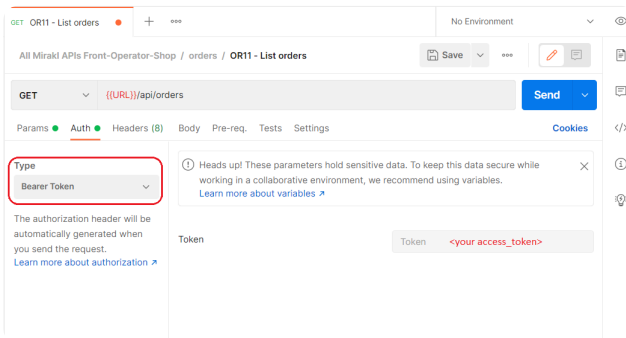 GET OR11 - List orders
No Environment
All Mirakl APIs Front-Operator-Shop / orders / OR11 - List orders
Save
GET {{URL}}/api/orders Send
Params Auth Headers (8) Body Pre-req. Tests Settings Cookies
Type
Bearer Token
The authorization header will be
automatically generated when
you send the request.
Learn more about authorization ↗
Heads up! These parameters hold sensitive data. To keep this data secure while
working in a collaborative environment, we recommend using variables.
Learn more about variables ↗
Token
Token <your access_token>